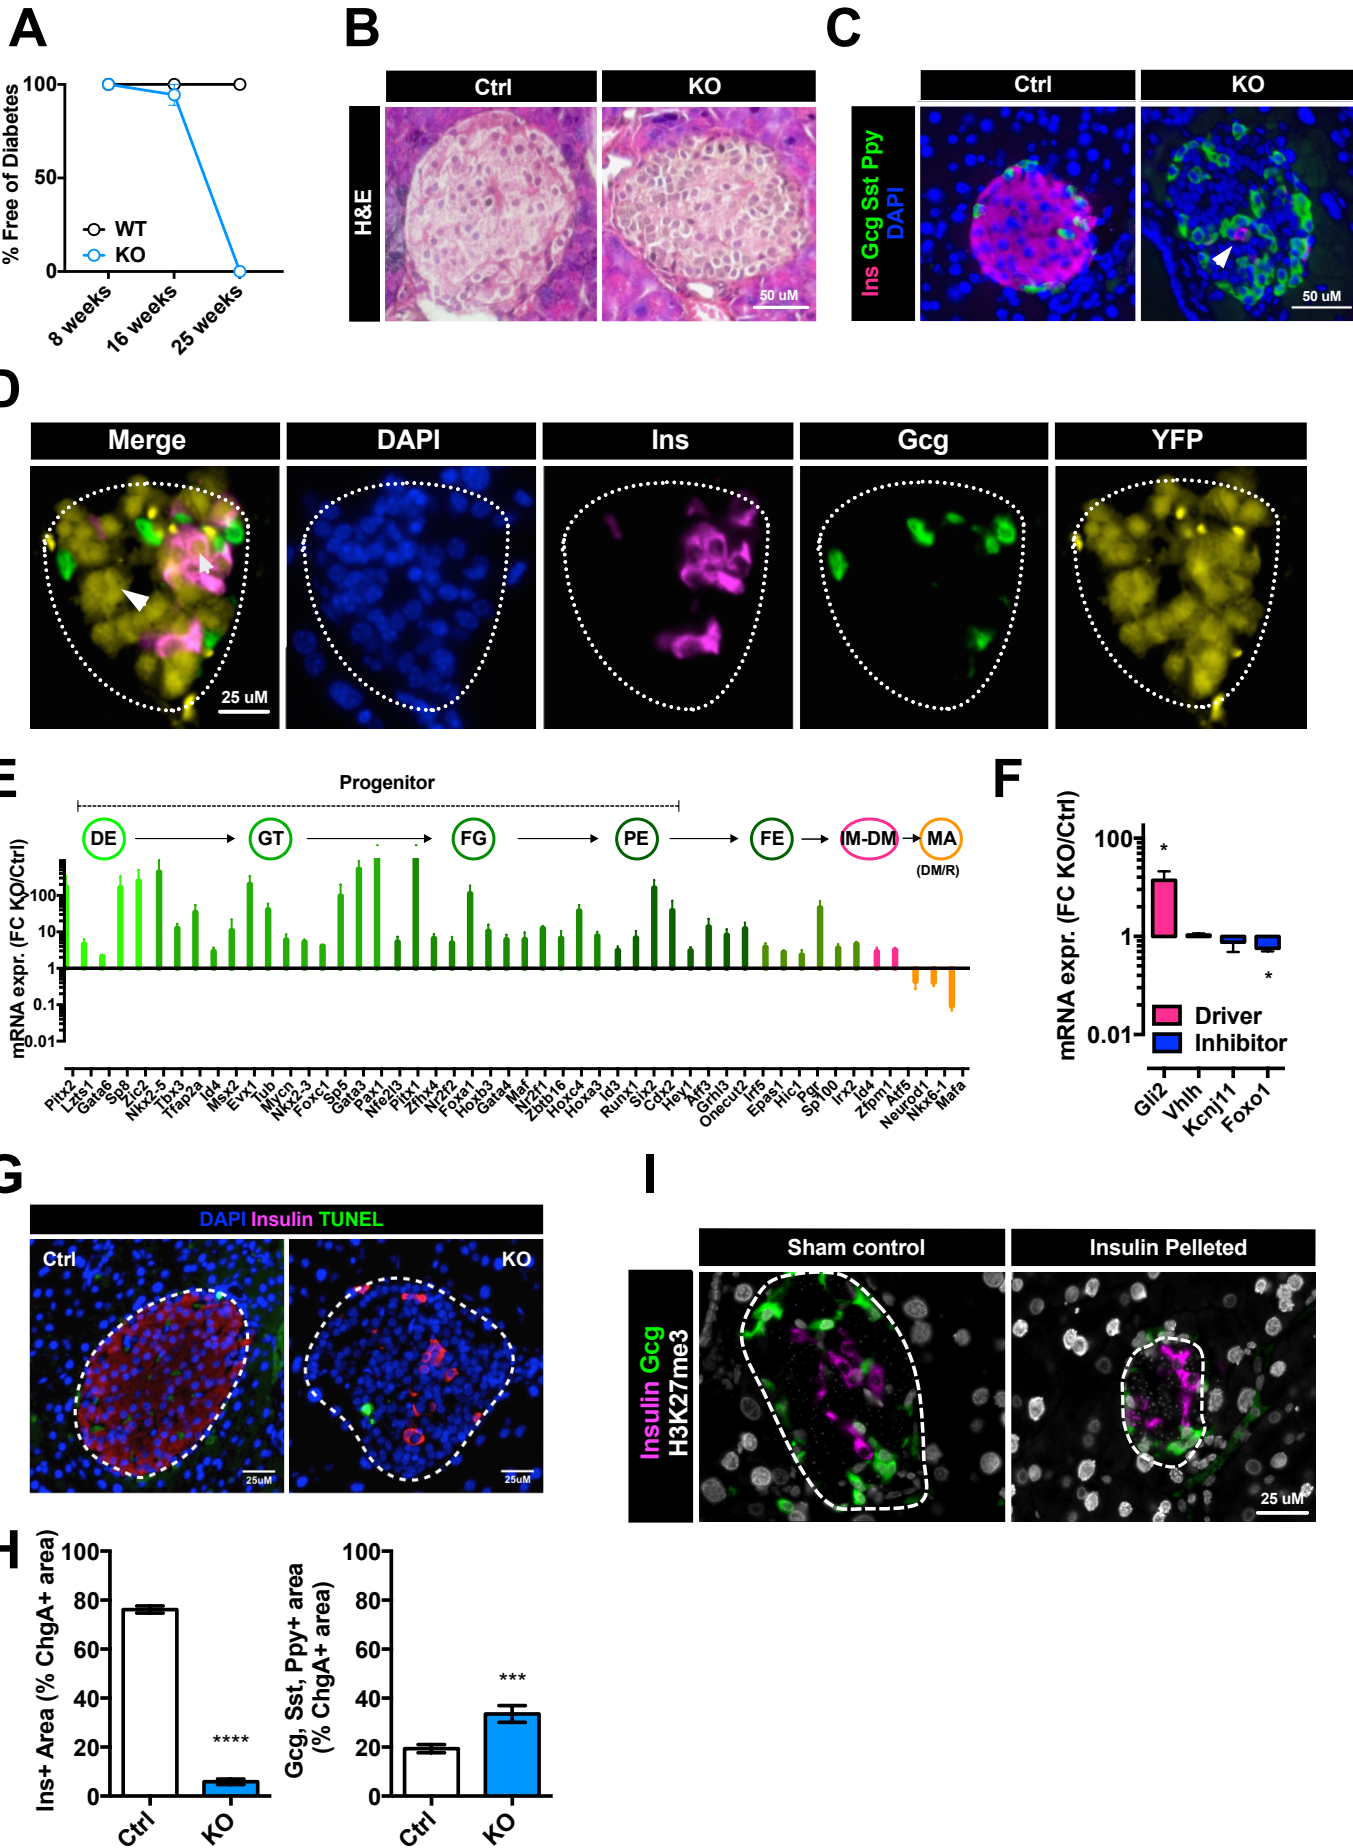 A
100
50
0
% Free of Diabetes
WT
KO
8 weeks
16 weeks
25 weeks
B
Ctrl
KO
H&E
50 uM
C
Ctrl
KO
Ins Gcg Sst Ppy
DAPI
50 uM
D
Merge
DAPI
Ins
Gcg
YFP
25 uM
E
Progenitor
DE
GT
FG
PE
FE
IM-DM
MA
(DM/R)
mRNA expr. (FC KO/Ctrl)
100
10
1
0.1
0.01
Pitx2
Lzts1
Gata6
Sp8
Zic2
Nkx2-5
Tbx3
Tfap2a
Id4
Msx2
Evx1
Tub
Mycn
Nkx2-3
Foxc1
Sp5
Gata3
Pax1
Nfe2l3
Pitx1
Zfhx4
Nr2f2
Foxa1
Hoxb3
Gata4
Maf
Nr2f1
Zbtb16
Hoxc4
Hoxa3
Id3
Runx1
Six2
Cdx2
Hey1
Aff3
Grhl3
Onecut2
Irf5
Epas1
Hic1
Pgr
Sp100
Irx2
Id4
Zfpm1
Atf5
Neurod1
Nkx6-1
Mafa
F
mRNA expr. (FC KO/Ctrl)
100
1
0.01
*
*
Driver
Inhibitor
Gli2
Vhlh
Kcnj11
Foxo1
G
DAPI Insulin TUNEL
Ctrl
KO
25uM
25uM
I
Sham control
Insulin Pelleted
Insulin Gcg
H3K27me3
25 uM
H
Ins+ Area (% ChgA+ area)
100
80
60
40
20
0
****
Ctrl
KO
Gcg, Sst, Ppy+ area
(% ChgA+ area)
100
80
60
40
20
0
***
Ctrl
KO